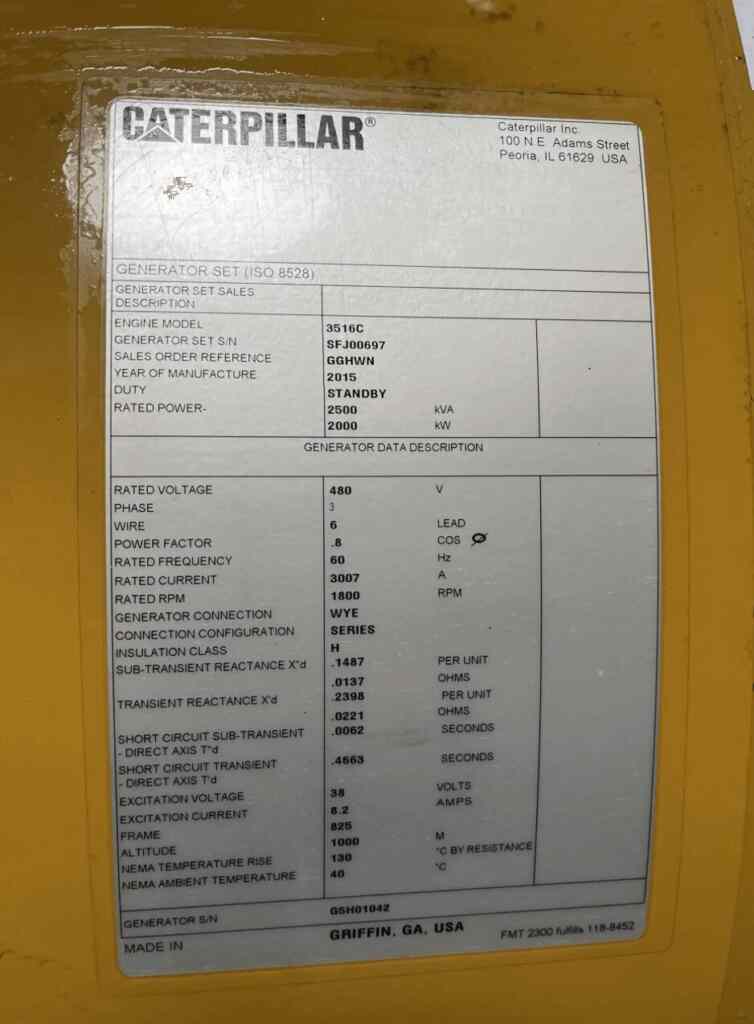 CATERPILLAR®
Caterpillar Inc.
100 N.E. Adams Street
Peoria, IL 61629 USA
GENERATOR SET (ISO 8528)
GENERATOR SET SALES
DESCRIPTION
ENGINE MODEL 3516C
GENERATOR SET S/N SFJ00697
SALES ORDER REFERENCE GGHWN
YEAR OF MANUFACTURE 2015
DUTY STANDBY
RATED POWER- 2500 kVA
2000 kW
GENERATOR DATA DESCRIPTION
RATED VOLTAGE 480 V
PHASE 3
WIRE 6 LEAD
POWER FACTOR .8 COS Ø
RATED FREQUENCY 60 Hz
RATED CURRENT 3007 A
RATED RPM 1800 RPM
GENERATOR CONNECTION WYE
CONNECTION CONFIGURATION SERIES
INSULATION CLASS H
SUB-TRANSIENT REACTANCE X"d .1487 PER UNIT
.0137 OHMS
TRANSIENT REACTANCE X'd .2398 PER UNIT
.0221 OHMS
SHORT CIRCUIT SUB-TRANSIENT .0062 SECONDS
- DIRECT AXIS T"d
SHORT CIRCUIT TRANSIENT .4663 SECONDS
- DIRECT AXIS T'd
EXCITATION VOLTAGE 38 VOLTS
EXCITATION CURRENT 8.2 AMPS
FRAME 825
ALTITUDE 1000 M
NEMA TEMPERATURE RISE 130 °C BY RESISTANCE
NEMA AMBIENT TEMPERATURE 40 °C
GENERATOR S/N G5H01042
MADE IN GRIFFIN, GA, USA FMT 2300 fulfills 118-8452